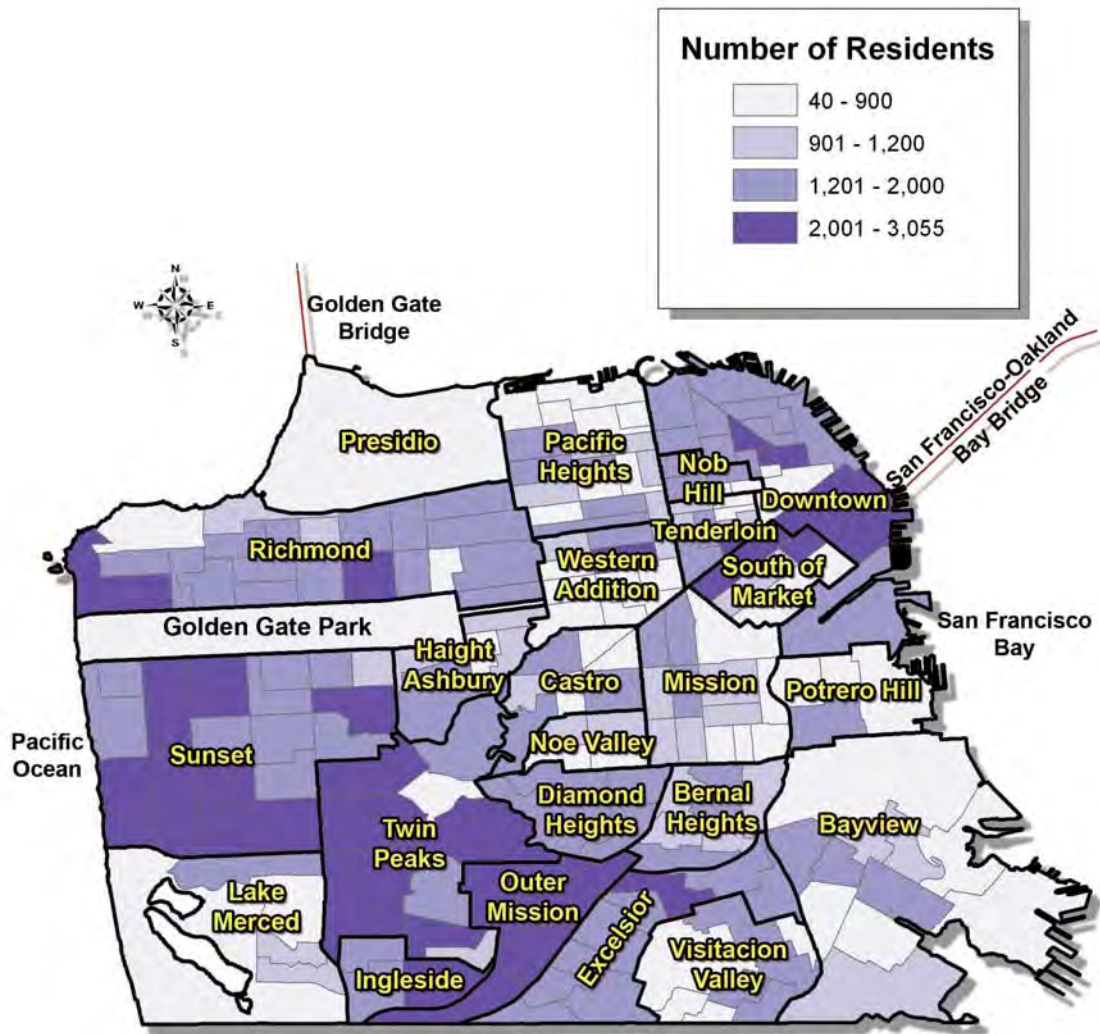 Number of Residents
40 - 900
901 - 1,200
1,201 - 2,000
2,001 - 3,055
N
W
E
S
Golden Gate
Bridge
San Francisco-Oakland
Bay Bridge
Presidio
Pacific
Heights
Nob
Hill
Downtown
Tenderloin
Richmond
Western
Addition
South of
Market
Golden Gate Park
San Francisco
Bay
Haight
Ashbury
Castro
Mission
Potrero Hill
Pacific
Ocean
Sunset
Noe Valley
Diamond
Heights
Bernal
Heights
Bayview
Twin
Peaks
Outer
Mission
Lake
Merced
Excelsior
Visitacion
Valley
Ingleside